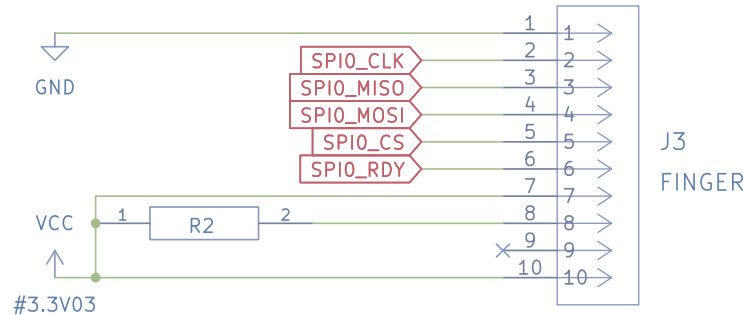 1 1
SPI0_CLK 2 2
GND SPI0_MISO 3 3
SPI0_MOSI 4 4
SPI0_CS 5 5 J3
SPI0_RDY 6 6 FINGER
7 7
VCC 1 R2 2 8 8
9 9
10 10
#3.3V03